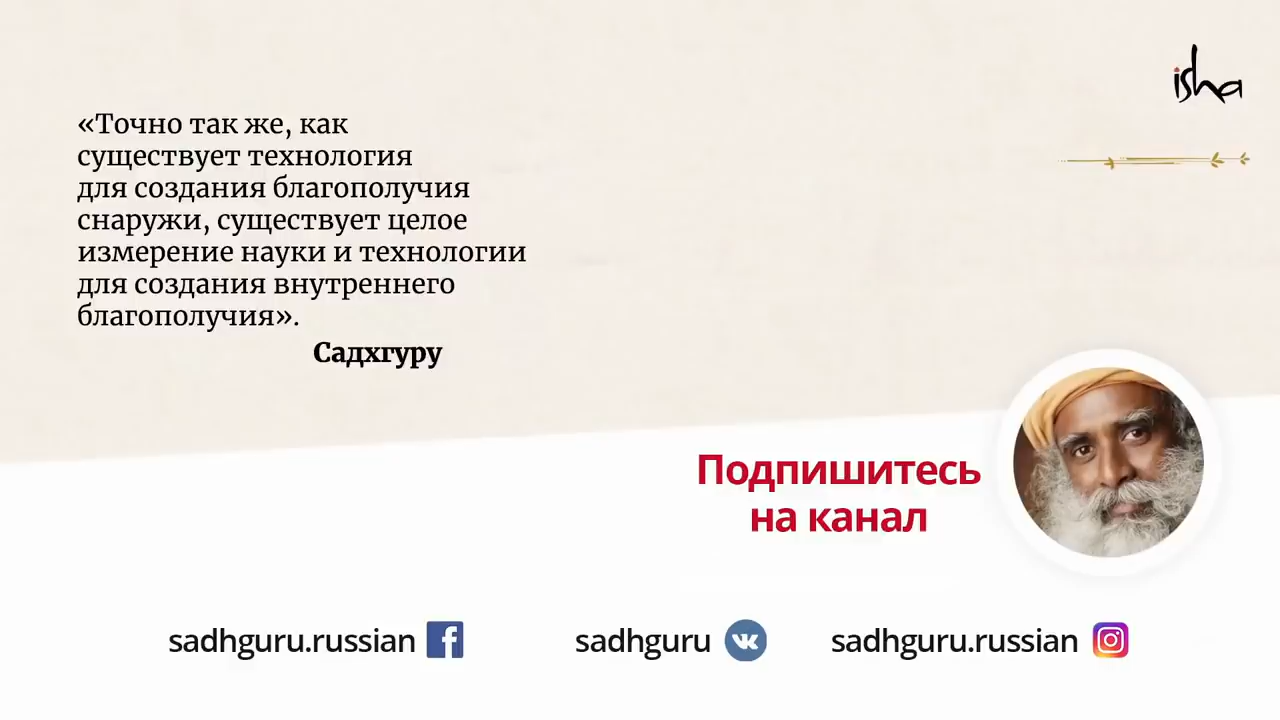 isha
«Точно так же, как
существует технология
для создания благополучия
снаружи, существует целое
измерение науки и технологии
для создания внутреннего
благополучия».
Садхгуру
Подпишитесь
на канал
sadhguru.russian
sadhguru
sadhguru.russian